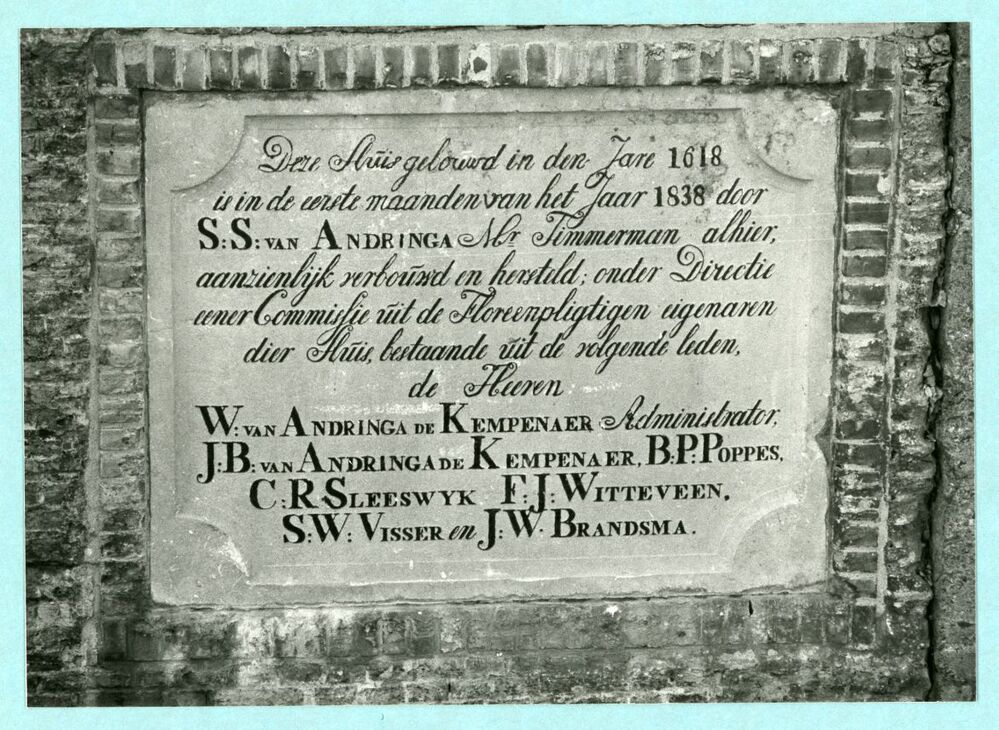 Deze Sluis gebouwd in den Jare 1618
is in de eerste maanden van het Jaar 1838 door
S: S: VAN ANDRINGA Mr Timmerman alhier,
aanzienlijk verbouwd en hersteld; onder Directie
eener Commissie uit de Floreenpligtigen eigenaren
dier Sluis, bestaande uit de volgende leden,
de Heeren
W: VAN ANDRINGA DE KEMPENAER Administrator,
J: B: VAN ANDRINGA DE KEMPENAER, B: P: POPPES,
C: R. SLEESWYK F: J: WITTEVEEN,
S: W: VISSER en J: W. BRANDSMA.